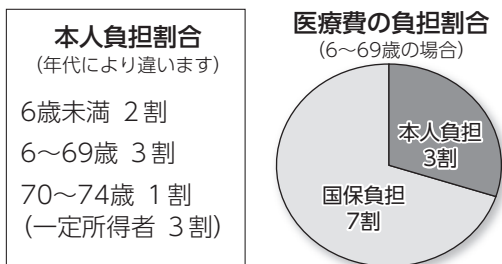 本人負担割合
(年代により違います)
6歳未満 2割
6〜69歳 3割
70〜74歳 1割
(一定所得者 3割)
医療費の負担割合
(6〜69歳の場合)
本人負担
3割
国保負担
7割